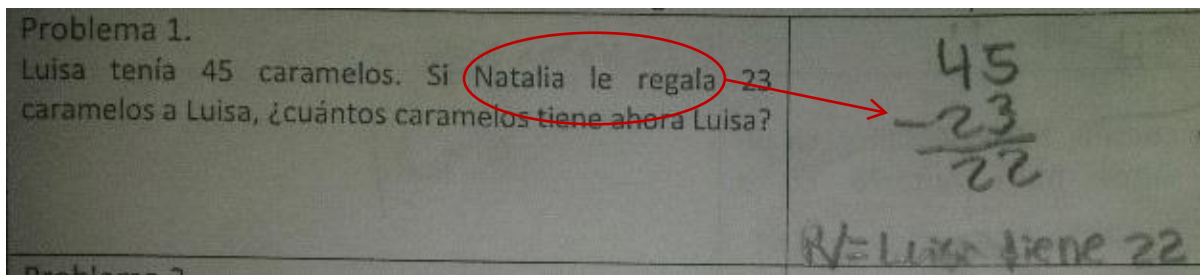 Problema 1.
Luisa tenía 45 caramelos. Si Natalia le regala 23
caramelos a Luisa, ¿cuántos caramelos tiene ahora Luisa?
45
-23
22
R/= Luisa tiene 22